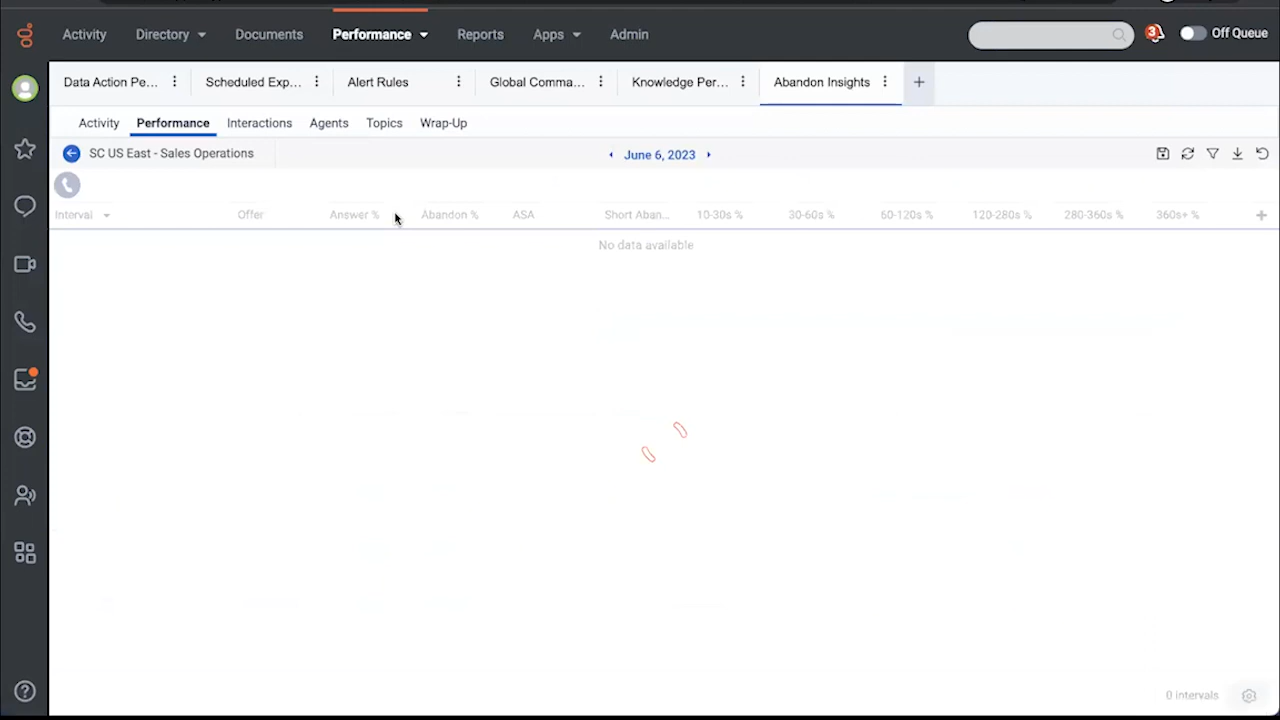 Activity Directory Documents Performance Reports Apps Admin 3 Off Queue
Data Action Pe... Scheduled Exp... Alert Rules Global Comma... Knowledge Per... Abandon Insights +
Activity Performance Interactions Agents Topics Wrap-Up
SC US East - Sales Operations June 6, 2023
Interval Offer Answer % Abandon % ASA Short Aban... 10-30s % 30-60s % 60-120s % 120-280s % 280-360s % 360s+ % +
No data available
0 intervals